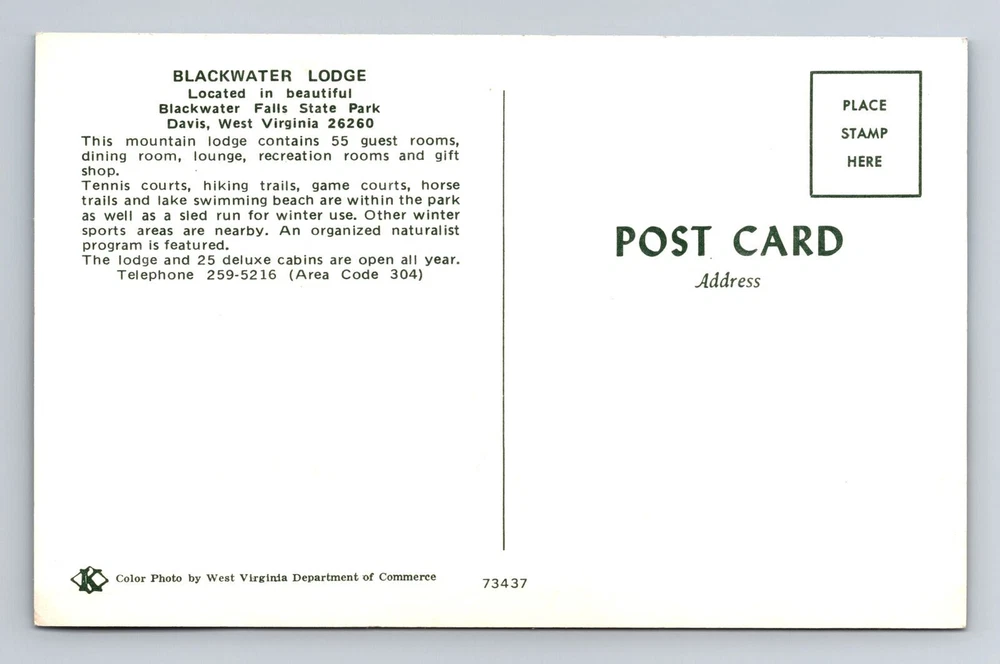 BLACKWATER LODGE
Located in beautiful
Blackwater Falls State Park
Davis, West Virginia 26260
This mountain lodge contains 55 guest rooms,
dining room, lounge, recreation rooms and gift
shop.
Tennis courts, hiking trails, game courts, horse
trails and lake swimming beach are within the park
as well as a sled run for winter use. Other winter
sports areas are nearby. An organized naturalist
program is featured.
The lodge and 25 deluxe cabins are open all year.
Telephone 259-5216 (Area Code 304)
PLACE
STAMP
HERE
POST CARD
Address
K
Color Photo by West Virginia Department of Commerce
73437